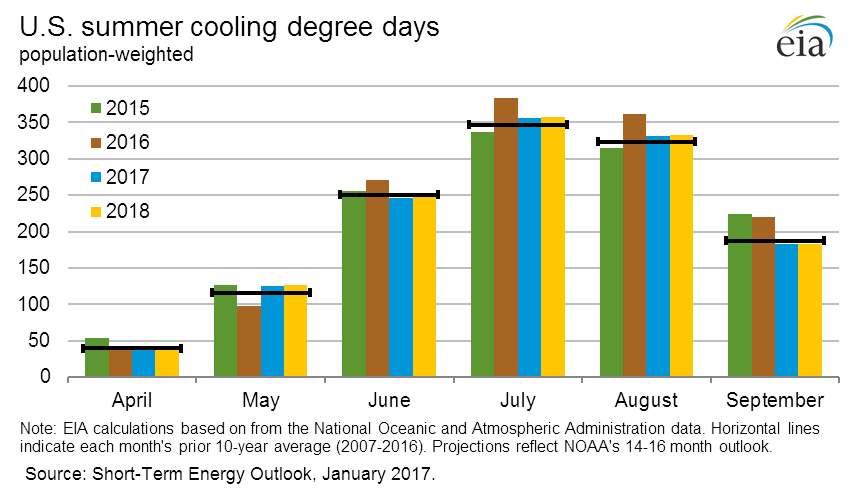 U.S. summer cooling degree days
population-weighted
eia
400
350
300
250
200
150
100
50
0
2015
2016
2017
2018
April May June July August September
Note: EIA calculations based on from the National Oceanic and Atmospheric Administration data. Horizontal lines
indicate each month's prior 10-year average (2007-2016). Projections reflect NOAA's 14-16 month outlook.
Source: Short-Term Energy Outlook, January 2017.